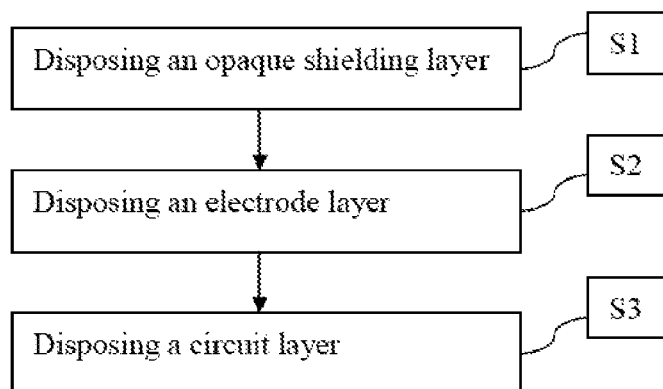 Disposing an opaque shielding layer
S1
Disposing an electrode layer
S2
Disposing a circuit layer
S3